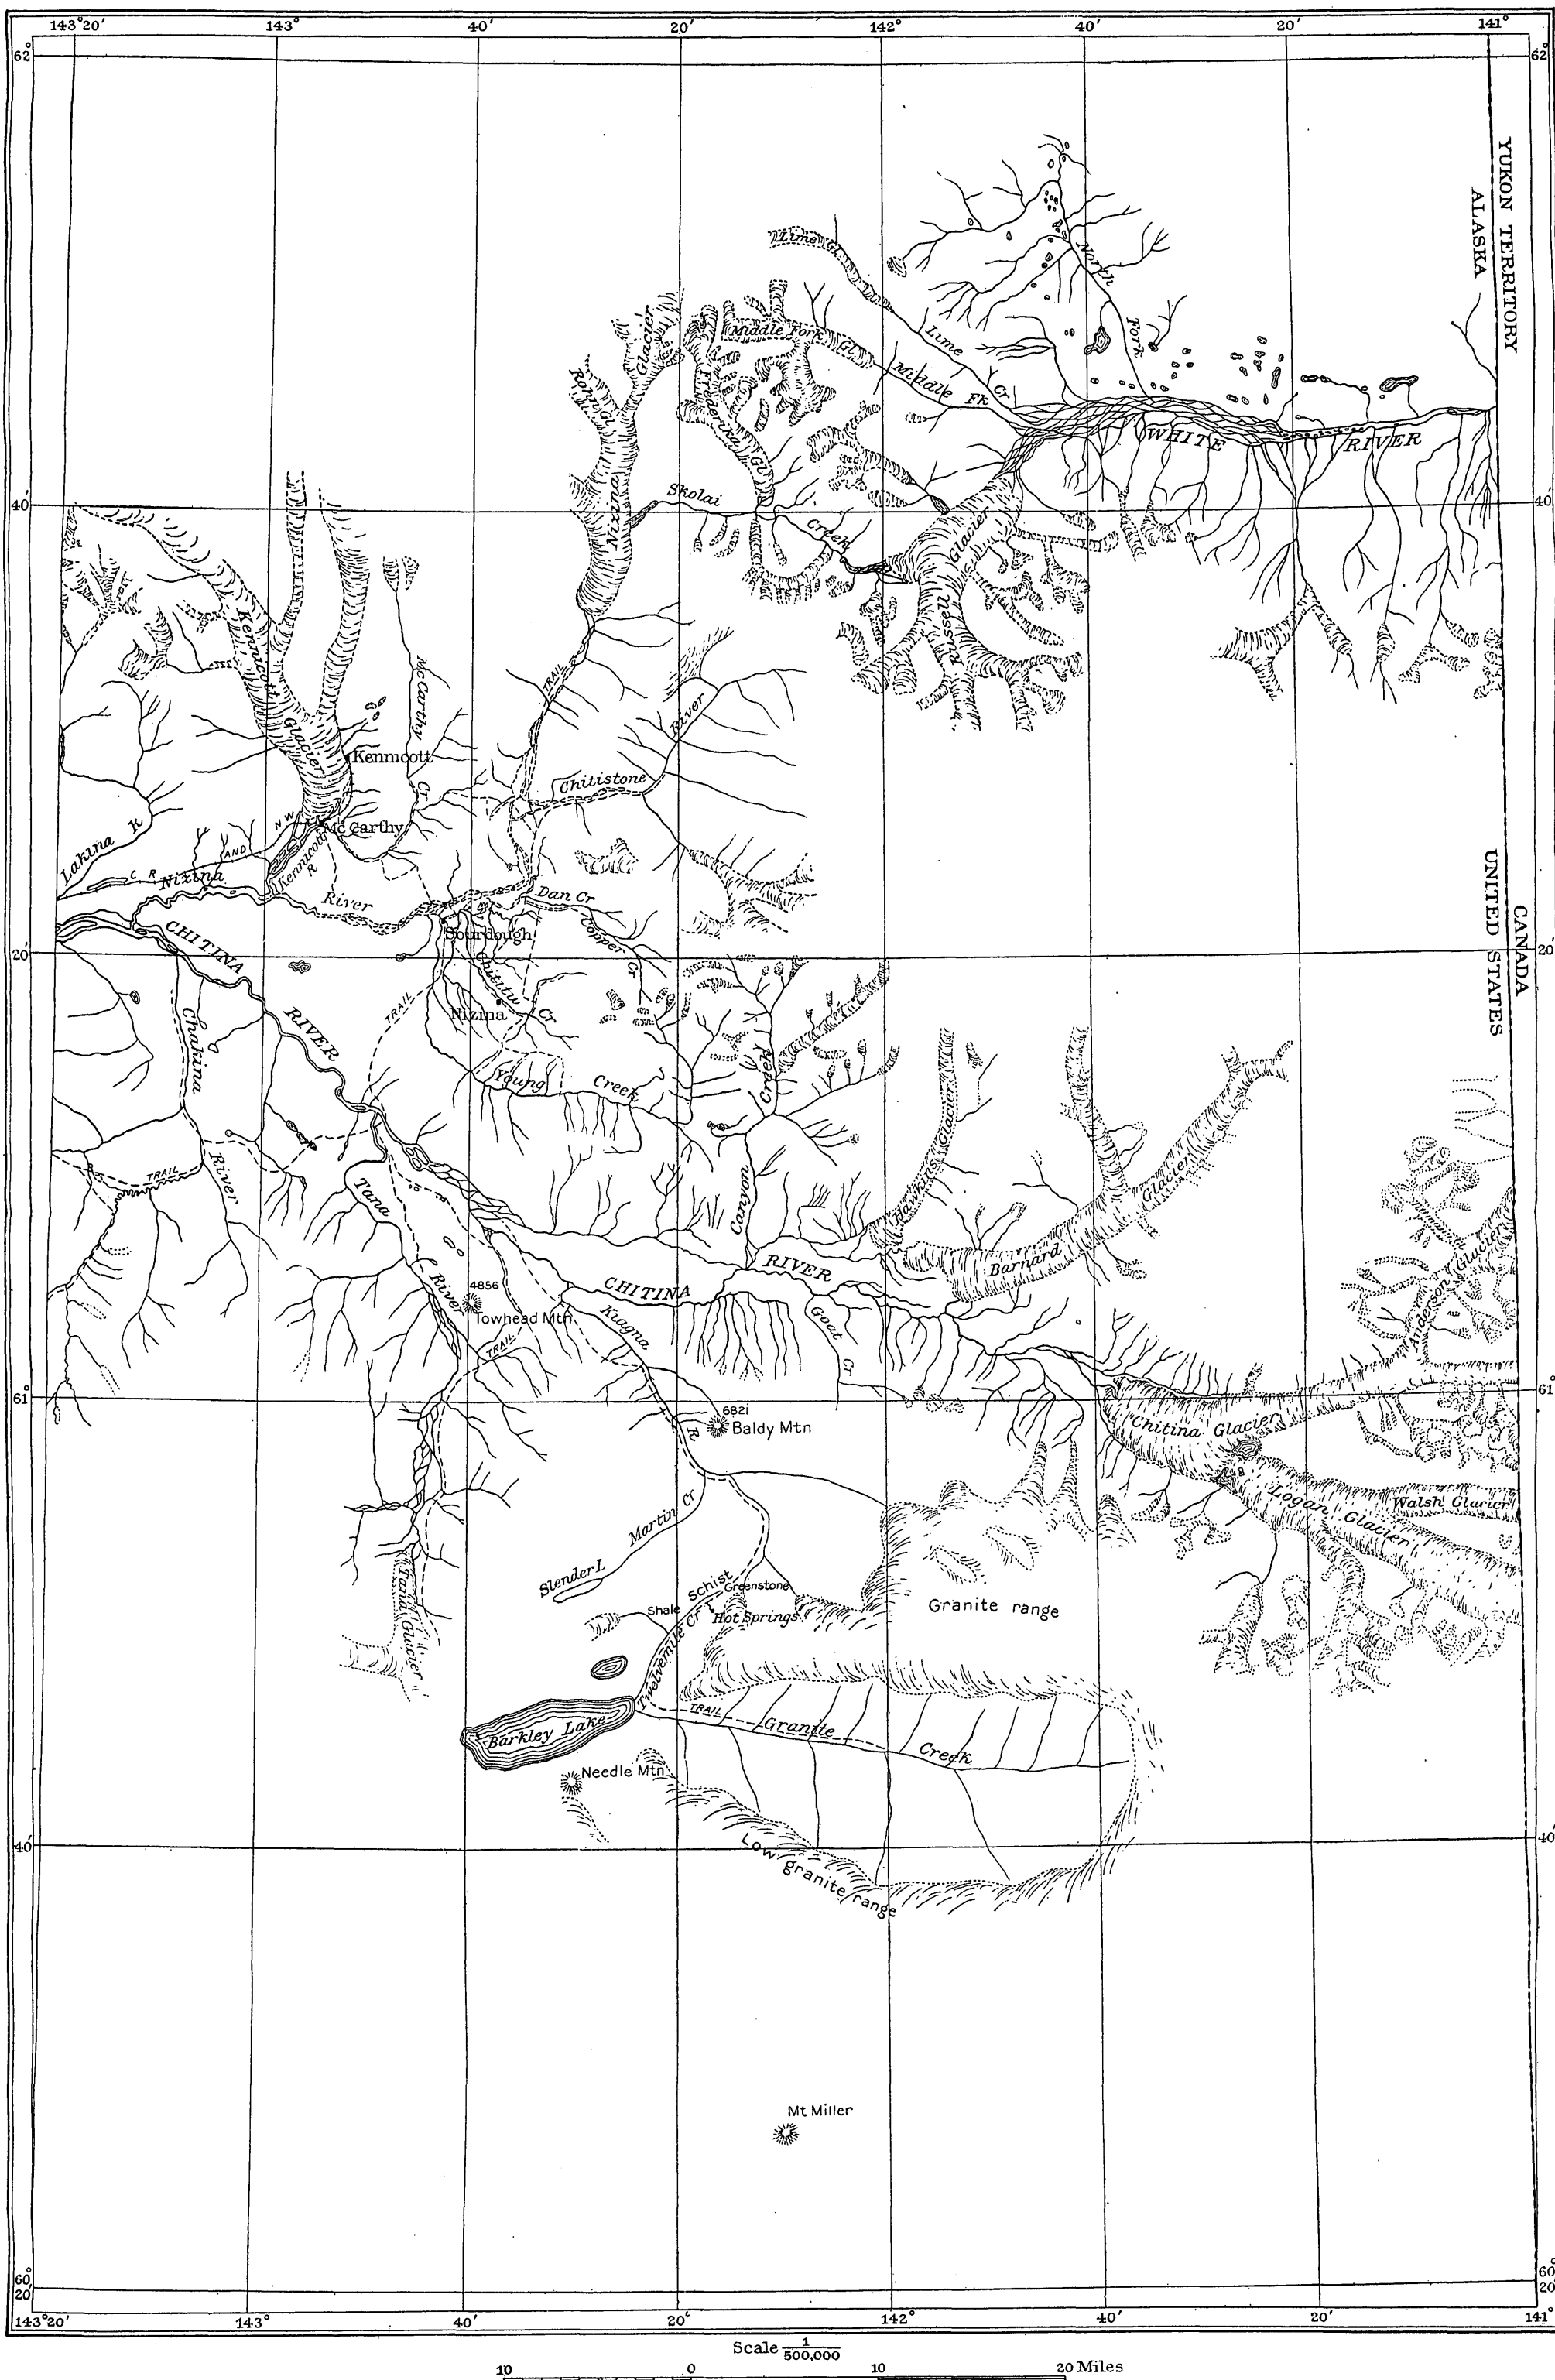 143°20′ 143° 40′ 20′ 142° 40′ 20′ 141°
62° 62°
YUKON TERRITORY
ALASKA
Lime Gl
North
Fork
Glacier
Middle Fork Gl
Lime
Cr
Rohn Gl
Frederika Gl
Middle Fk
WHITE RIVER
Nizina
Skolai
Creek
40′ 40′
Glacier
Russell
Kennicott
Glacier
McCarthy
Cr
TRAIL
River
Kennicott
Chitistone
N W
McCarthy
Lakina R
AND
C R
Kennicott
R
Nizina
River
Dan Cr
Sourdough
Copper Cr
UNITED STATES
CANADA
CHITINA
20′ 20′
Chititu
Cr
Nizina
TRAIL
RIVER
Chakina
Young Creek
Creek
Hawkins Glacier
Glacier
TRAIL
River
Tana
Canyon
Barnard
RIVER
CHITINA
River
4856
Towhead Mtn
Kiagna
Goat
Cr
Anderson Glacier
TRAIL
61° 61°
6821
Baldy Mtn
R
Chitina Glacier
Logan Glacier
Walsh Glacier
Martin Cr
Slender L
Tana
Glacier
Schist
Greenstone
Shale
Hot Springs
Granite range
Twelvemile Cr
TRAIL
Granite
Creek
Barkley Lake
Needle Mtn
40′ 40′
Low granite range
Mt Miller
60° 20′ 60° 20′
143°20′ 143° 40′ 20′ 142° 40′ 20′ 141°
Scale 1/500,000
10 0 10 20 Miles